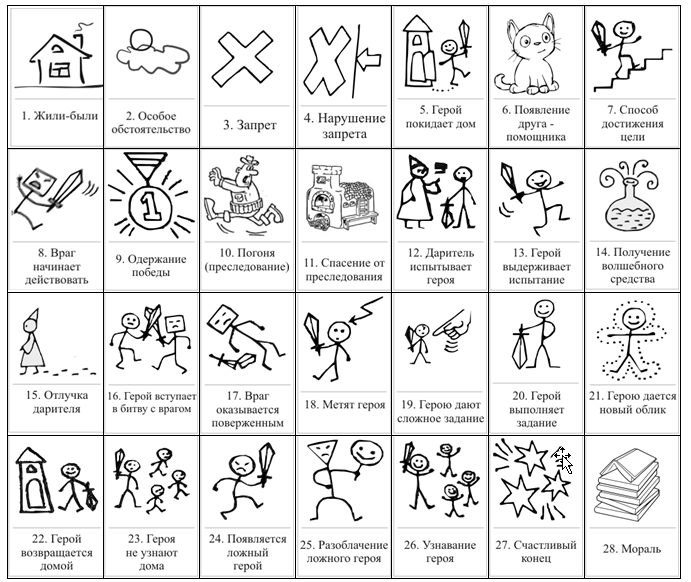 1. Жили-были
2. Особое
обстоятельство
3. Запрет
4. Нарушение
запрета
5. Герой
покидает дом
6. Появление
друга -
помощника
7. Способ
достижения
цели
8. Враг
начинает
действовать
1
9. Одержание
победы
10. Погоня
(преследование)
11. Спасение от
преследования
12. Даритель
испытывает
героя
13. Герой
выдерживает
испытание
14. Получение
волшебного
средства
15. Отлучка
дарителя
16. Герой вступает
в битву с врагом
17. Враг
оказывается
поверженным
18. Метят героя
19. Герою дают
сложное задание
20. Герой
выполняет
задание
21. Герою дается
новый облик
22. Герой
возвращается
домой
23. Героя
не узнают
дома
24. Появляется
ложный
герой
25. Разоблачение
ложного героя
26. Узнавание
героя
27. Счастливый
конец
28. Мораль